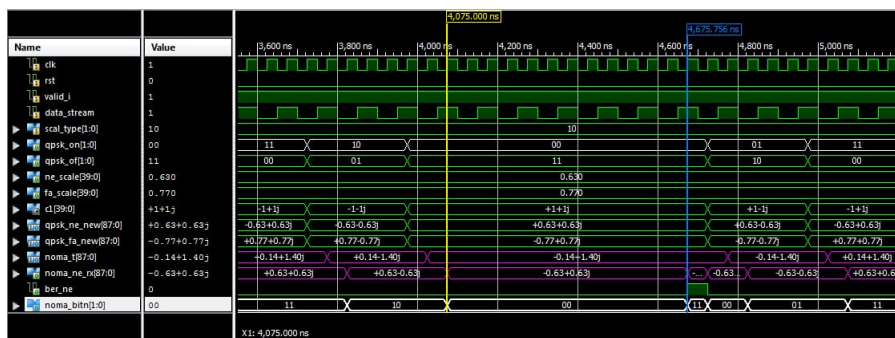 4,075.000 ns
4,675.756 ns
Name Value 3,600 ns 3,800 ns 4,000 ns 4,200 ns 4,400 ns 4,600 ns 4,800 ns 5,000 ns
clk 1
rst 0
valid_i 1
data_stream 1
scal_type[1:0] 10 10
qpsk_on[1:0] 00 11 10 00 01 11
qpsk_of[1:0] 11 00 01 11 10 00
ne_scale[39:0] 0.630 0.630
fa_scale[39:0] 0.770 0.770
c1[39:0] +1+1j -1+1j -1-1j +1+1j +1-1j -1+1j
qpsk_ne_new[87:0] +0.63+0.63j -0.63+0.63j -0.63-0.63j +0.63+0.63j +0.63-0.63j -0.63+0.63j
qpsk_fa_new[87:0] -0.77+0.77j +0.77+0.77j +0.77-0.77j -0.77+0.77j -0.77-0.77j +0.77+0.77j
noma_t[87:0] -0.14+1.40j -0.14+1.40j +0.14-1.40j -0.14+1.40j -0.14-1.40j +0.14+1.40j
noma_ne_rx[87:0] -0.63+0.63j +0.63+0.63j +0.63-0.63j -0.63+0.63j -... -0.63... -0.63-0.63j +0.63+0.63j
ber_ne 0
noma_bitn[1:0] 00 11 10 00 11 00 01 11
X1: 4,075.000 ns